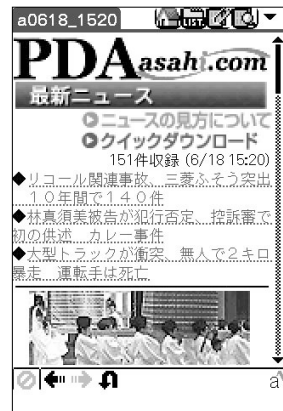 a0618_1520
LIST
PDA asahi.com
最新ニュース
ニュースの見方について
クイックダウンロード
151件収録 (6/18 15:20)
◆リコール関連事故、三菱ふそう突出
１０年間で１４０件
◆林真須美被告が犯行否定、控訴審で
初の供述 カレー事件
◆大型トラックが衝突、無人で２キロ
暴走 運転手は死亡